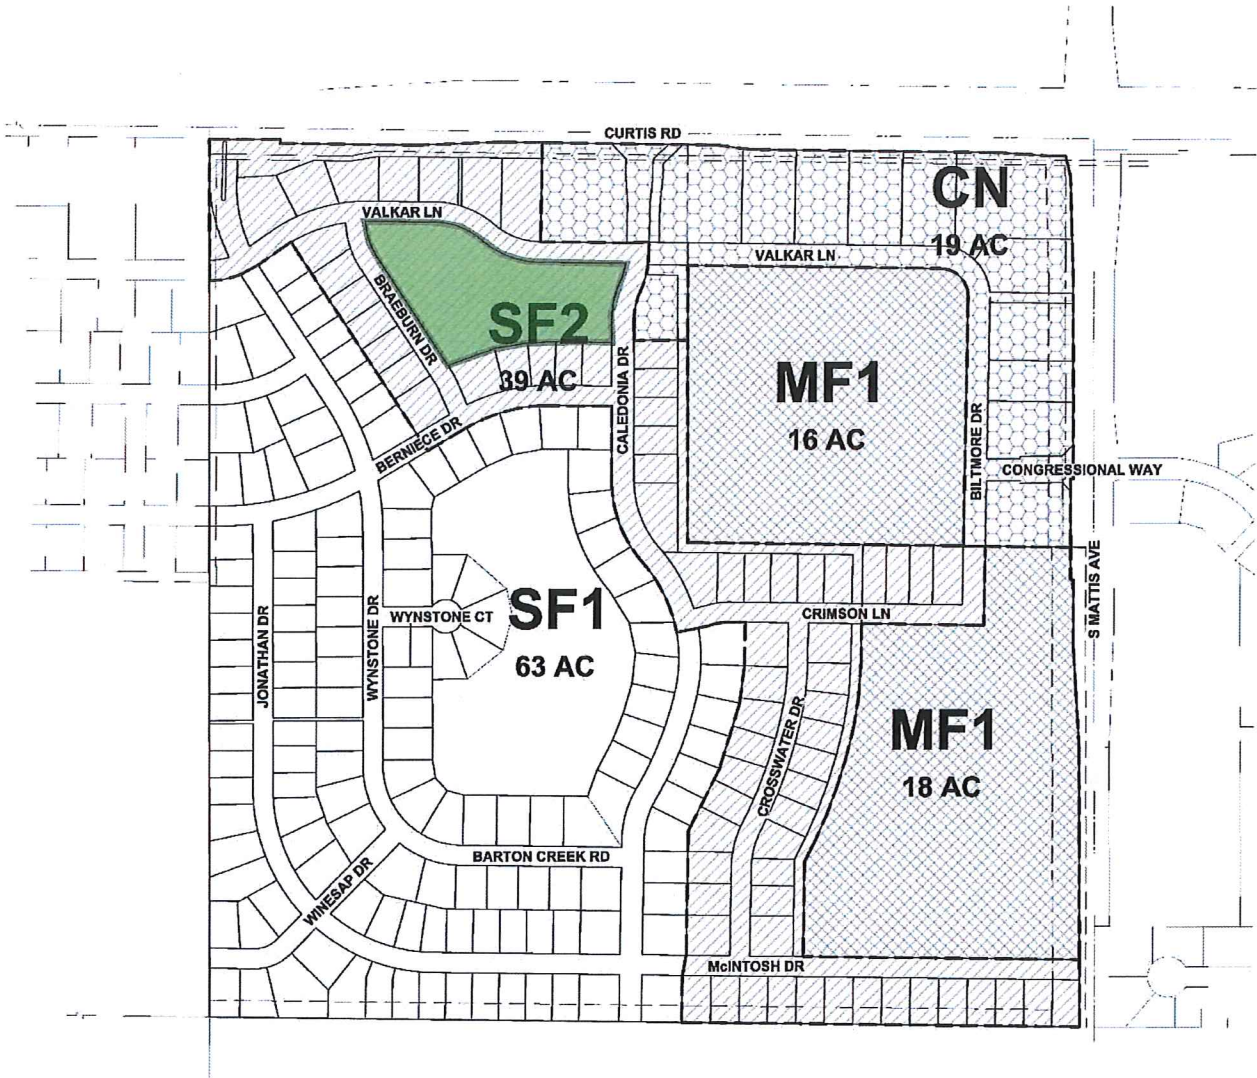 CURTIS RD
CN
19 AC
VALKAR LN
VALKAR LN
BRAEBURN DR
SF2
39 AC
CALEDONIA DR
MF1
16 AC
BILTMORE DR
BERNIECE DR
CONGRESSIONAL WAY
S MATTIS AVE
JONATHAN DR
WYNSTONE DR
WYNSTONE CT
SF1
63 AC
CRIMSON LN
CROSSWATER DR
MF1
18 AC
BARTON CREEK RD
WINESAP DR
McINTOSH DR